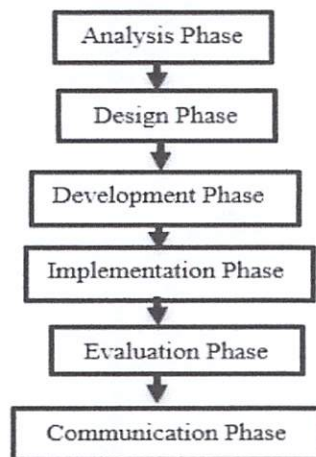 Analysis Phase
Design Phase
Development Phase
Implementation Phase
Evaluation Phase
Communication Phase